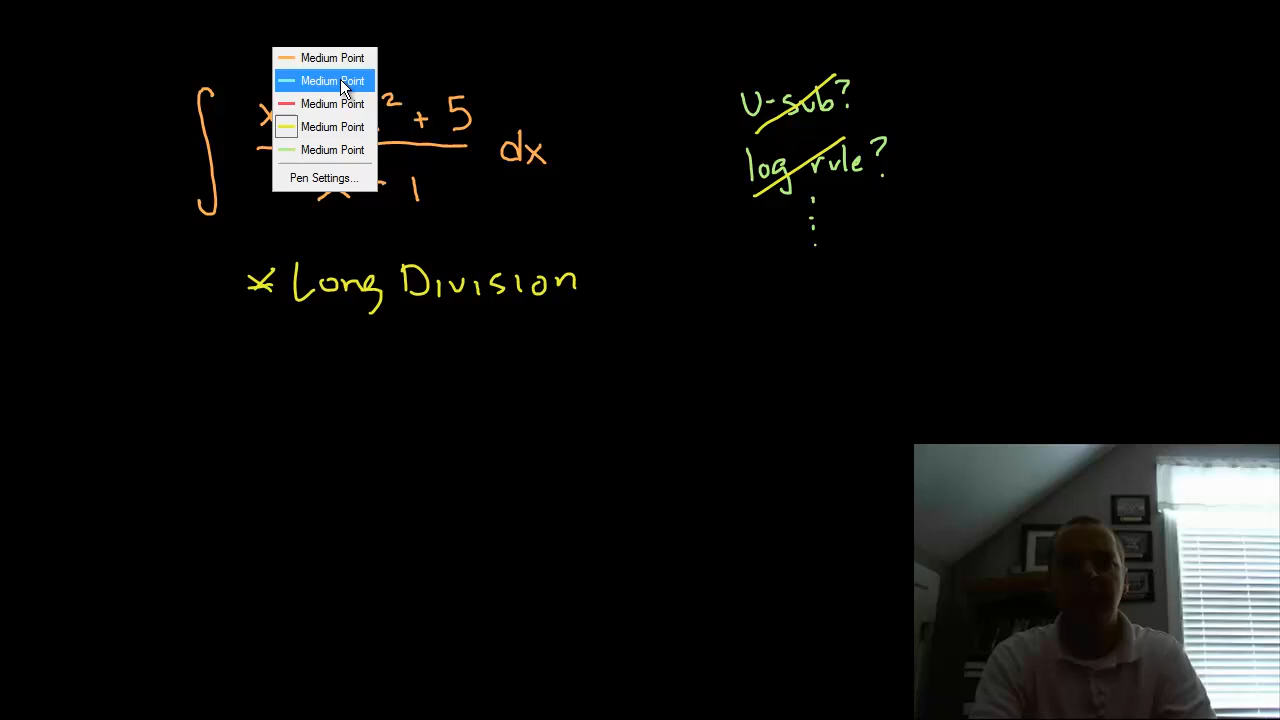 Medium Point
Medium Point
Medium Point
Medium Point
Medium Point
Pen Settings...
∫ x ² + 5 dx
- 1
* Long Division
U-sub?
log rule?
⋮